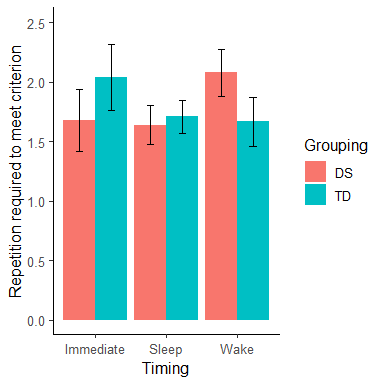 Repetition required to meet criterion
2.5
2.0
1.5
1.0
0.5
0.0
Immediate Sleep Wake
Timing
Grouping
DS
TD